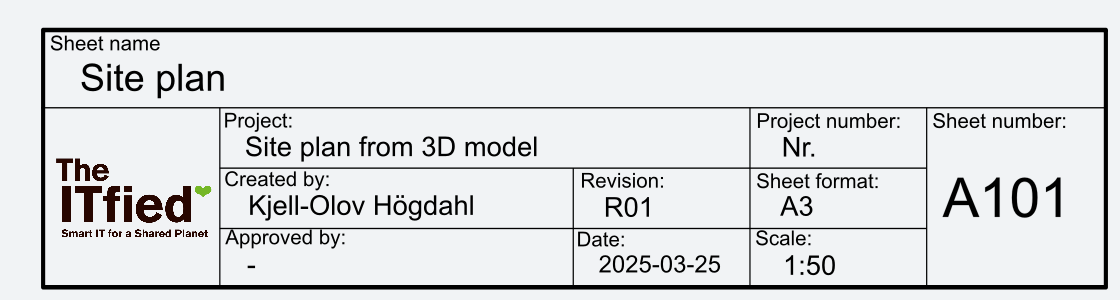 Sheet name
Site plan
The
ITfied
Smart IT for a Shared Planet
Project:
Site plan from 3D model
Project number:
Nr.
Sheet number:
A101
Created by:
Kjell-Olov Högdahl
Revision:
R01
Sheet format:
A3
Approved by:
-
Date:
2025-03-25
Scale:
1:50